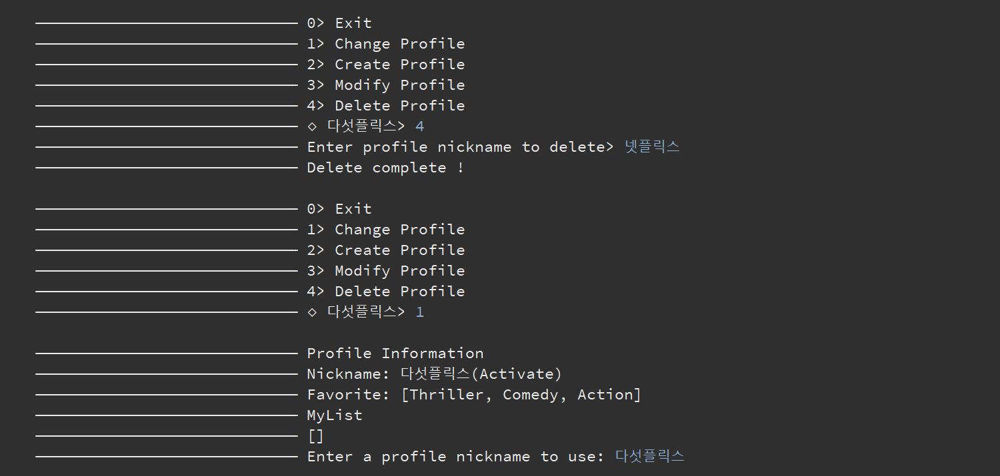 0> Exit
1> Change Profile
2> Create Profile
3> Modify Profile
4> Delete Profile
◇ 다섯플릭스> 4
Enter profile nickname to delete> 넷플릭스
Delete complete !
0> Exit
1> Change Profile
2> Create Profile
3> Modify Profile
4> Delete Profile
◇ 다섯플릭스> 1
Profile Information
Nickname: 다섯플릭스(Activate)
Favorite: [Thriller, Comedy, Action]
MyList
[]
Enter a profile nickname to use: 다섯플릭스